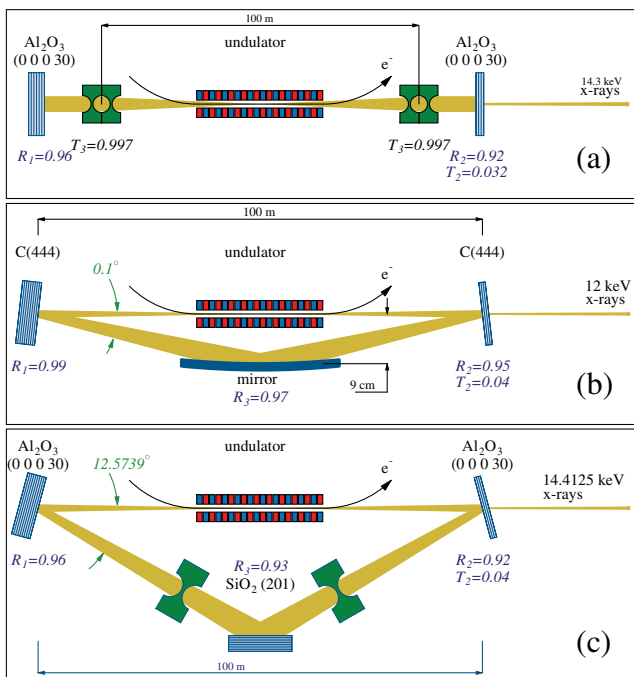 100 m
Al₂O₃
(0 0 0 30)
undulator
e⁻
Al₂O₃
(0 0 0 30)
14.3 keV
x-rays
R₁=0.96
T₃=0.997
T₃=0.997
R₂=0.92
T₂=0.032
(a)
100 m
C(444)
undulator
C(444)
0.1°
e⁻
12 keV
x-rays
R₁=0.99
mirror
R₃=0.97
9 cm
R₂=0.95
T₂=0.04
(b)
Al₂O₃
(0 0 0 30)
undulator
Al₂O₃
(0 0 0 30)
12.5739°
e⁻
14.4125 keV
x-rays
R₁=0.96
R₃=0.93
SiO₂ (201)
R₂=0.92
T₂=0.04
100 m
(c)